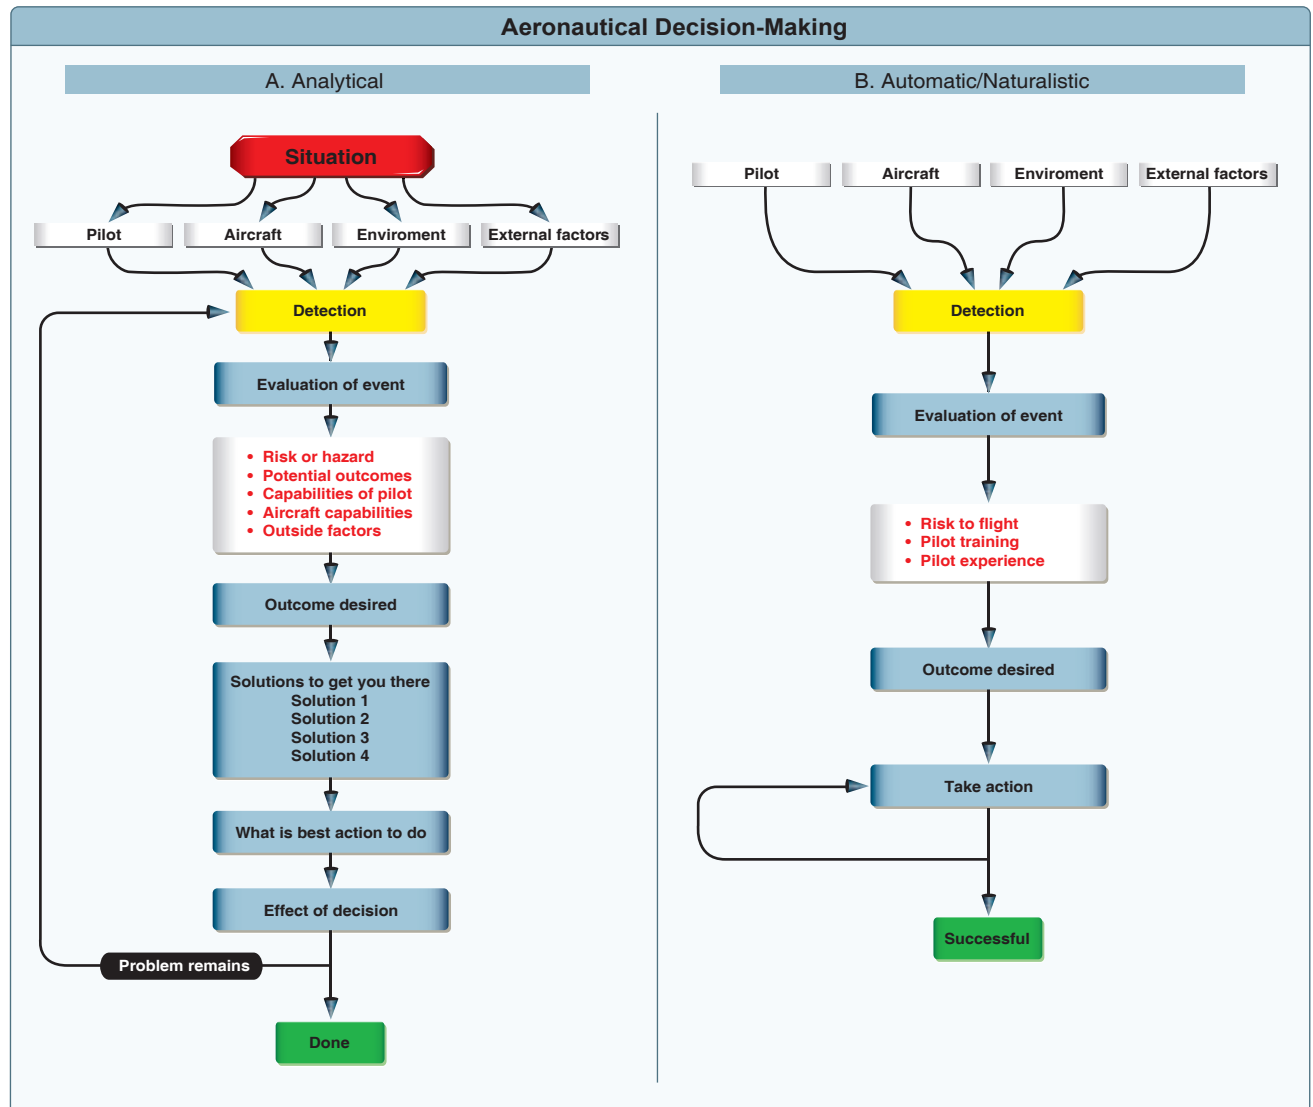 Aeronautical Decision-Making
A. Analytical
Situation
Pilot
Aircraft
Enviroment
External factors
Detection
Evaluation of event
• Risk or hazard
• Potential outcomes
• Capabilities of pilot
• Aircraft capabilities
• Outside factors
Outcome desired
Solutions to get you there
Solution 1
Solution 2
Solution 3
Solution 4
What is best action to do
Effect of decision
Problem remains
Done
B. Automatic/Naturalistic
Pilot
Aircraft
Enviroment
External factors
Detection
Evaluation of event
• Risk to flight
• Pilot training
• Pilot experience
Outcome desired
Take action
Successful